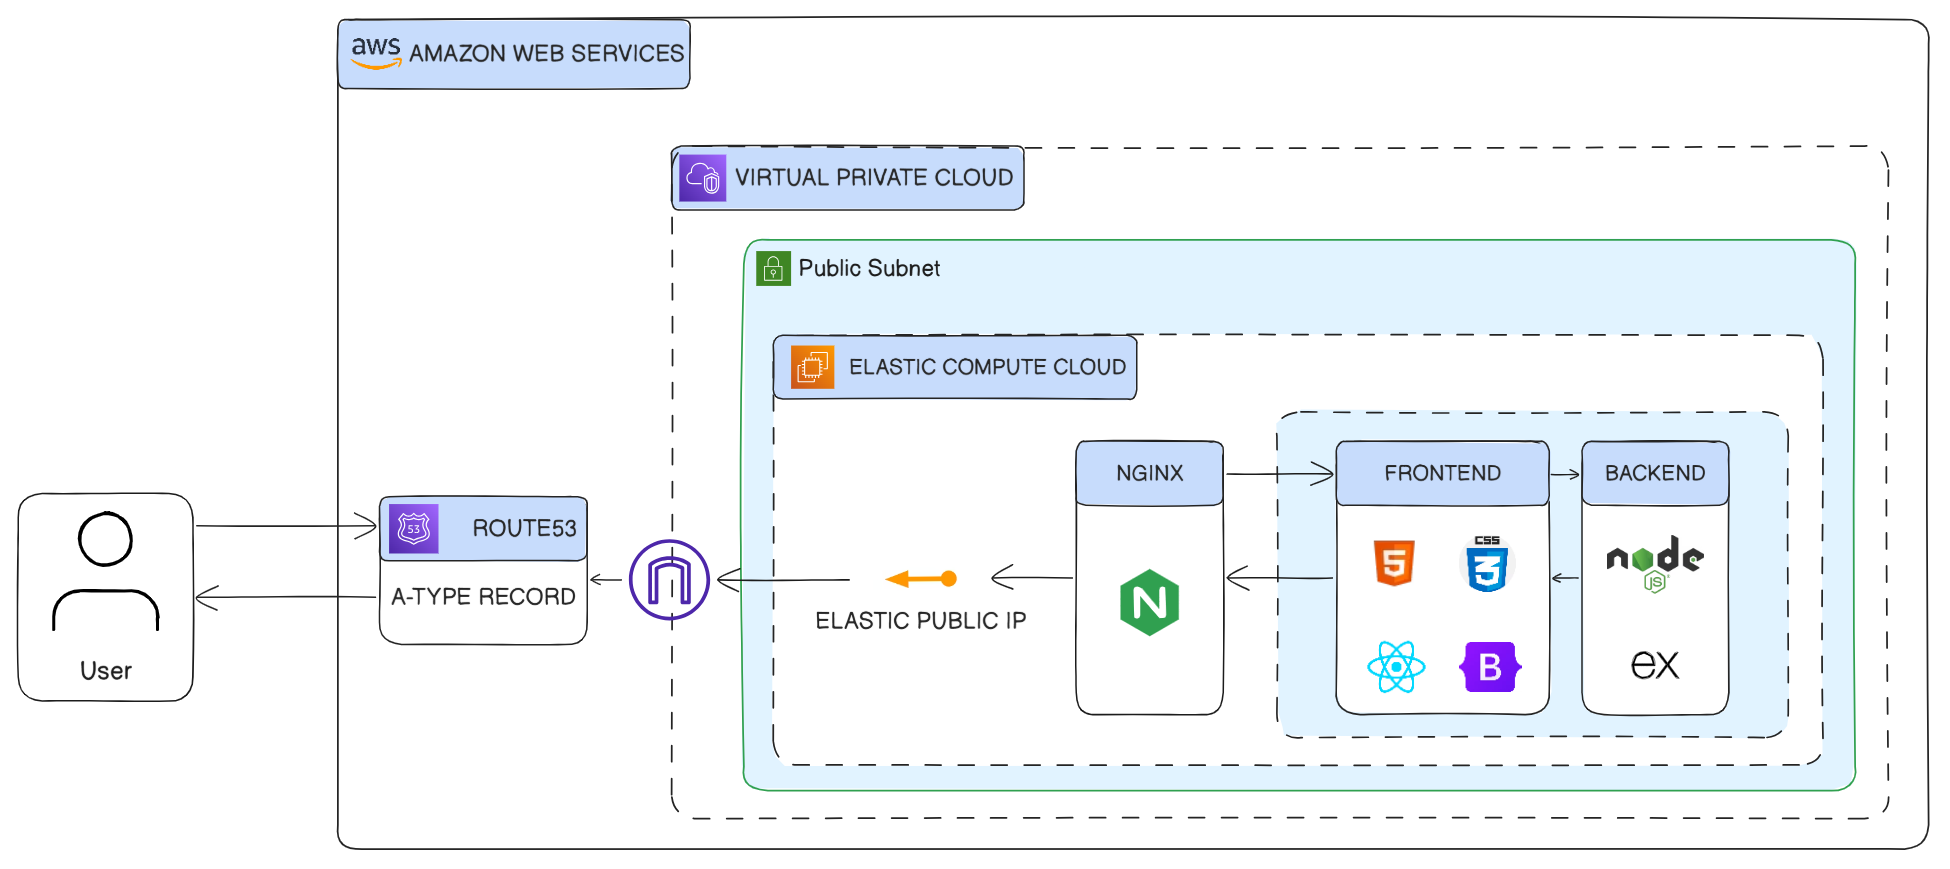 aws AMAZON WEB SERVICES
VIRTUAL PRIVATE CLOUD
Public Subnet
ELASTIC COMPUTE CLOUD
NGINX
FRONTEND
BACKEND
53
ROUTE53
A-TYPE RECORD
ELASTIC PUBLIC IP
N
5
CSS
3
node
JS
B
ex
User